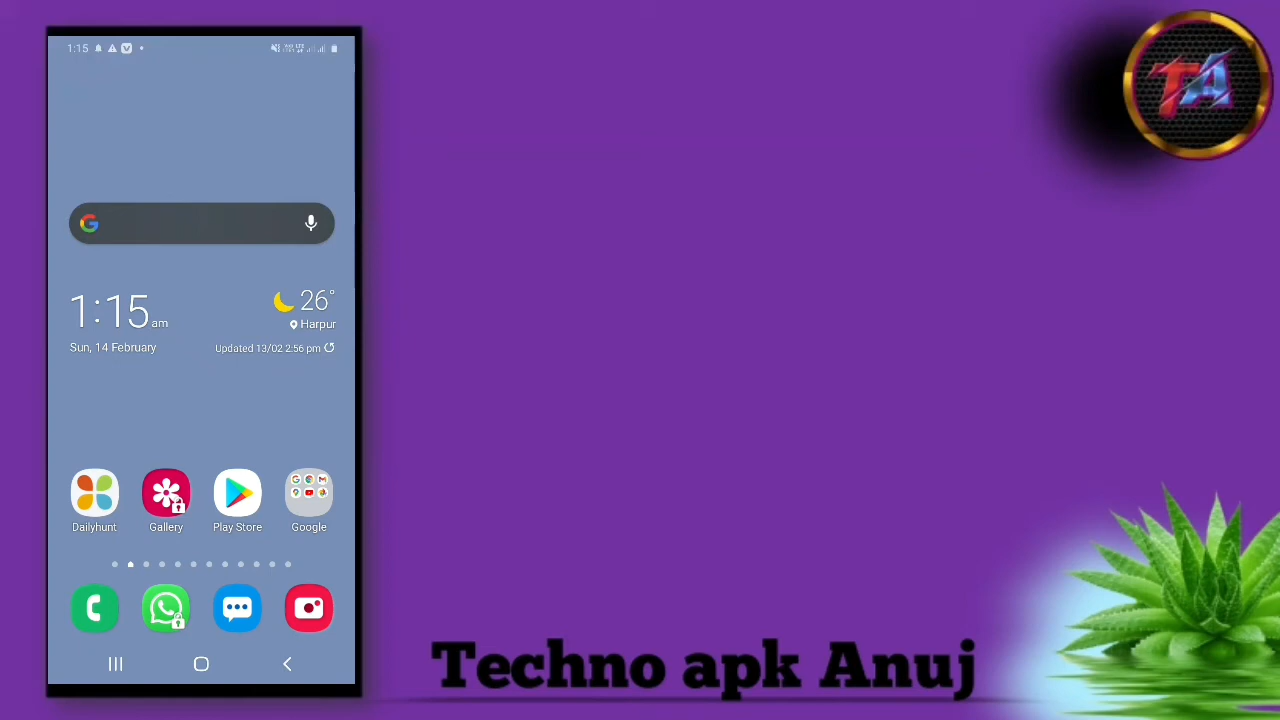 1:15
TA
1:15 am
26°
Harpur
Sun, 14 February
Updated 13/02 2:56 pm
Dailyhunt
Gallery
Play Store
Google
Techno apk Anuj